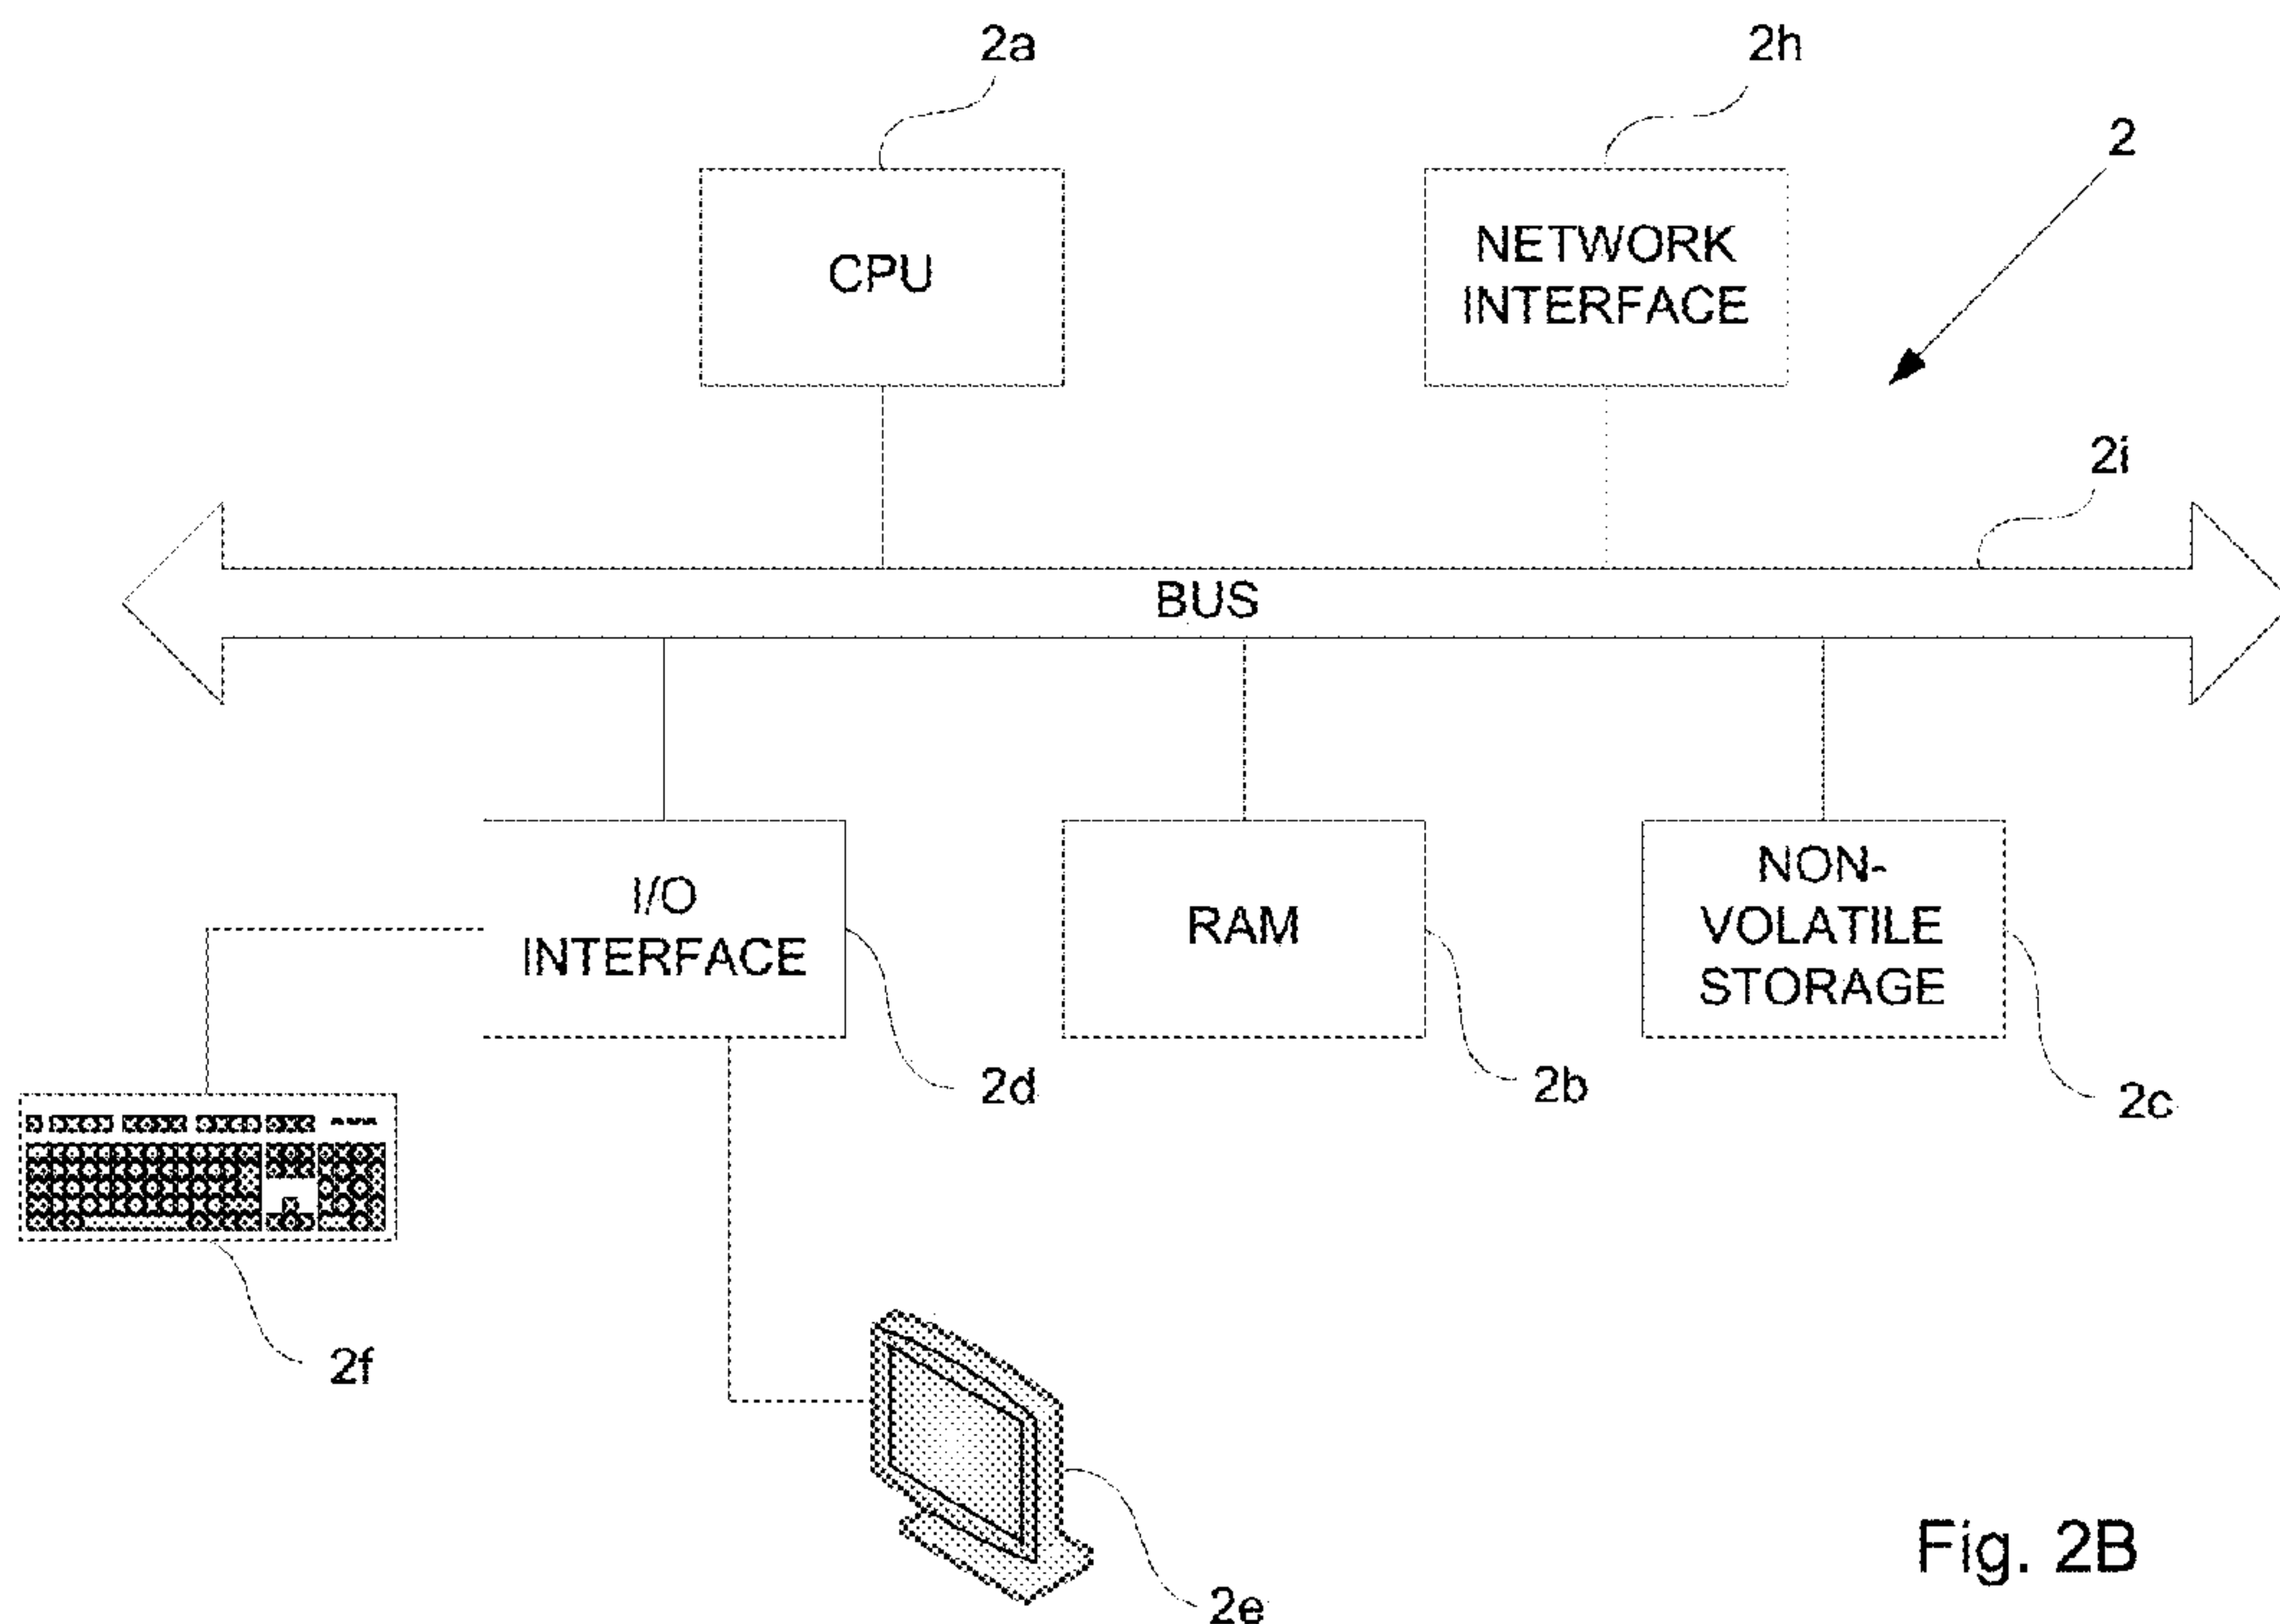 2a
2h
2
CPU
NETWORK
INTERFACE
2i
BUS
I/O
INTERFACE
RAM
NON-
VOLATILE
STORAGE
2d
2b
2c
2f
2e
Fig. 2B